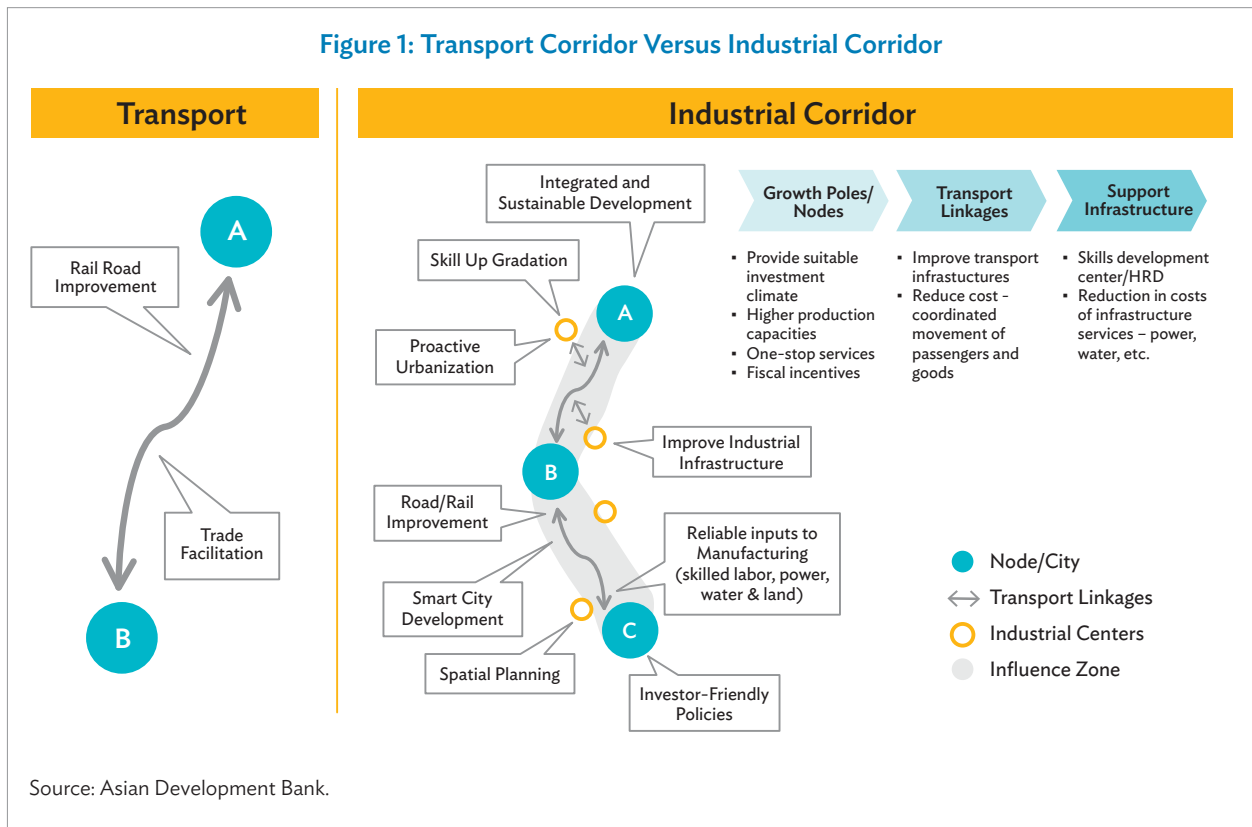 Figure 1: Transport Corridor Versus Industrial Corridor
Transport
A
Rail Road
Improvement
Trade
Facilitation
B
Industrial Corridor
Integrated and
Sustainable Development
Skill Up Gradation
A
Proactive
Urbanization
Improve Industrial
Infrastructure
B
Road/Rail
Improvement
Reliable inputs to
Manufacturing
(skilled labor, power,
water & land)
Smart City
Development
C
Spatial Planning
Investor-Friendly
Policies
Growth Poles/
Nodes
▪ Provide suitable
investment
climate
▪ Higher production
capacities
▪ One-stop services
▪ Fiscal incentives
Transport
Linkages
▪ Improve transport
infrastuctures
▪ Reduce cost –
coordinated
movement of
passengers and
goods
Support
Infrastructure
▪ Skills development
center/HRD
▪ Reduction in costs
of infrastructure
services – power,
water, etc.
Node/City
Transport Linkages
Industrial Centers
Influence Zone
Source: Asian Development Bank.